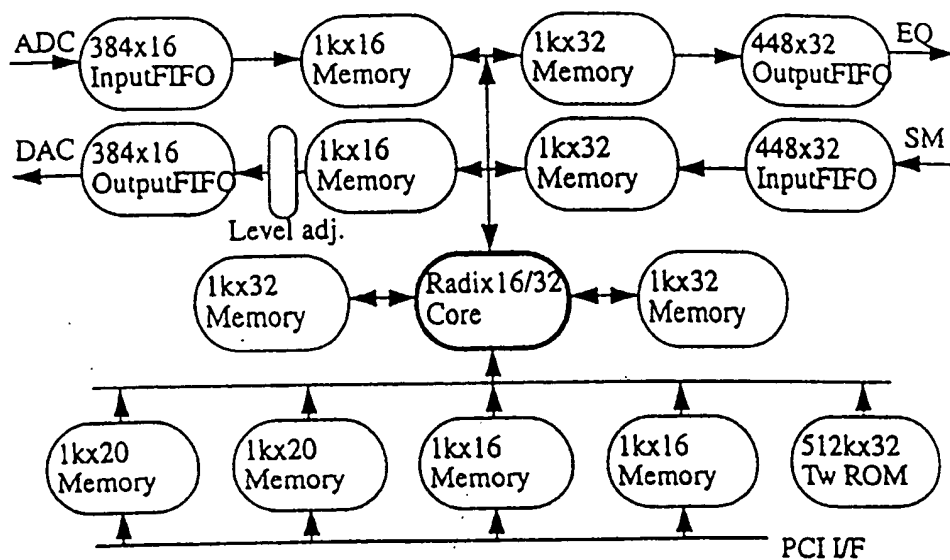 ADC
384x16
InputFIFO
1kx16
Memory
1kx32
Memory
448x32
OutputFIFO
EQ
DAC
384x16
OutputFIFO
Level adj.
1kx16
Memory
1kx32
Memory
448x32
InputFIFO
SM
1kx32
Memory
Radix16/32
Core
1kx32
Memory
1kx20
Memory
1kx20
Memory
1kx16
Memory
1kx16
Memory
512kx32
Tw ROM
PCI I/F